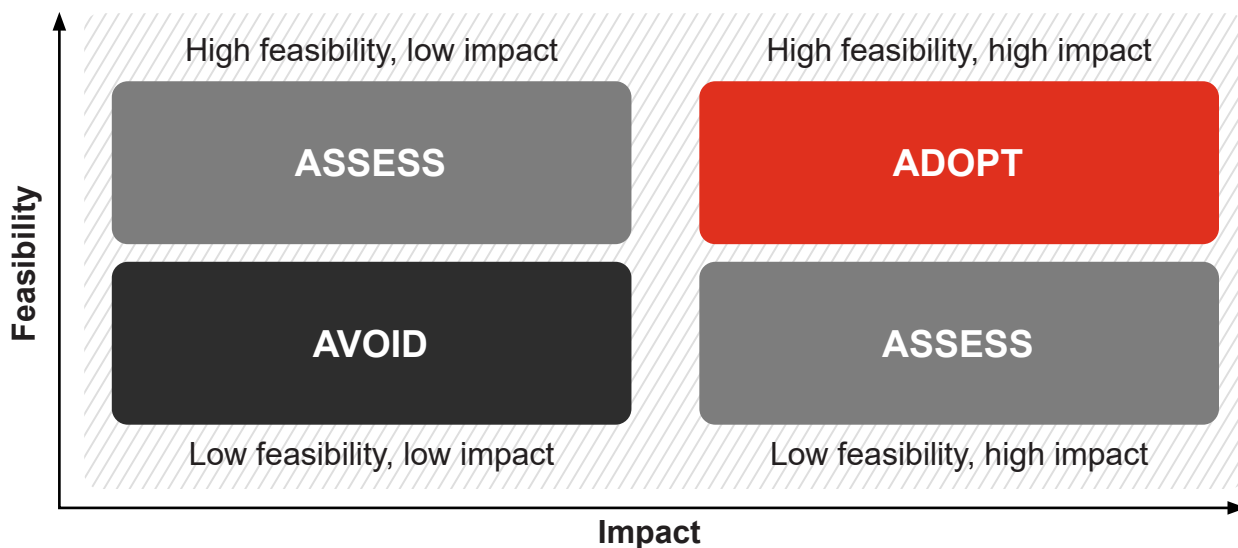 High feasibility, low impact
High feasibility, high impact
ASSESS
ADOPT
Feasibility
AVOID
ASSESS
Low feasibility, low impact
Low feasibility, high impact
Impact